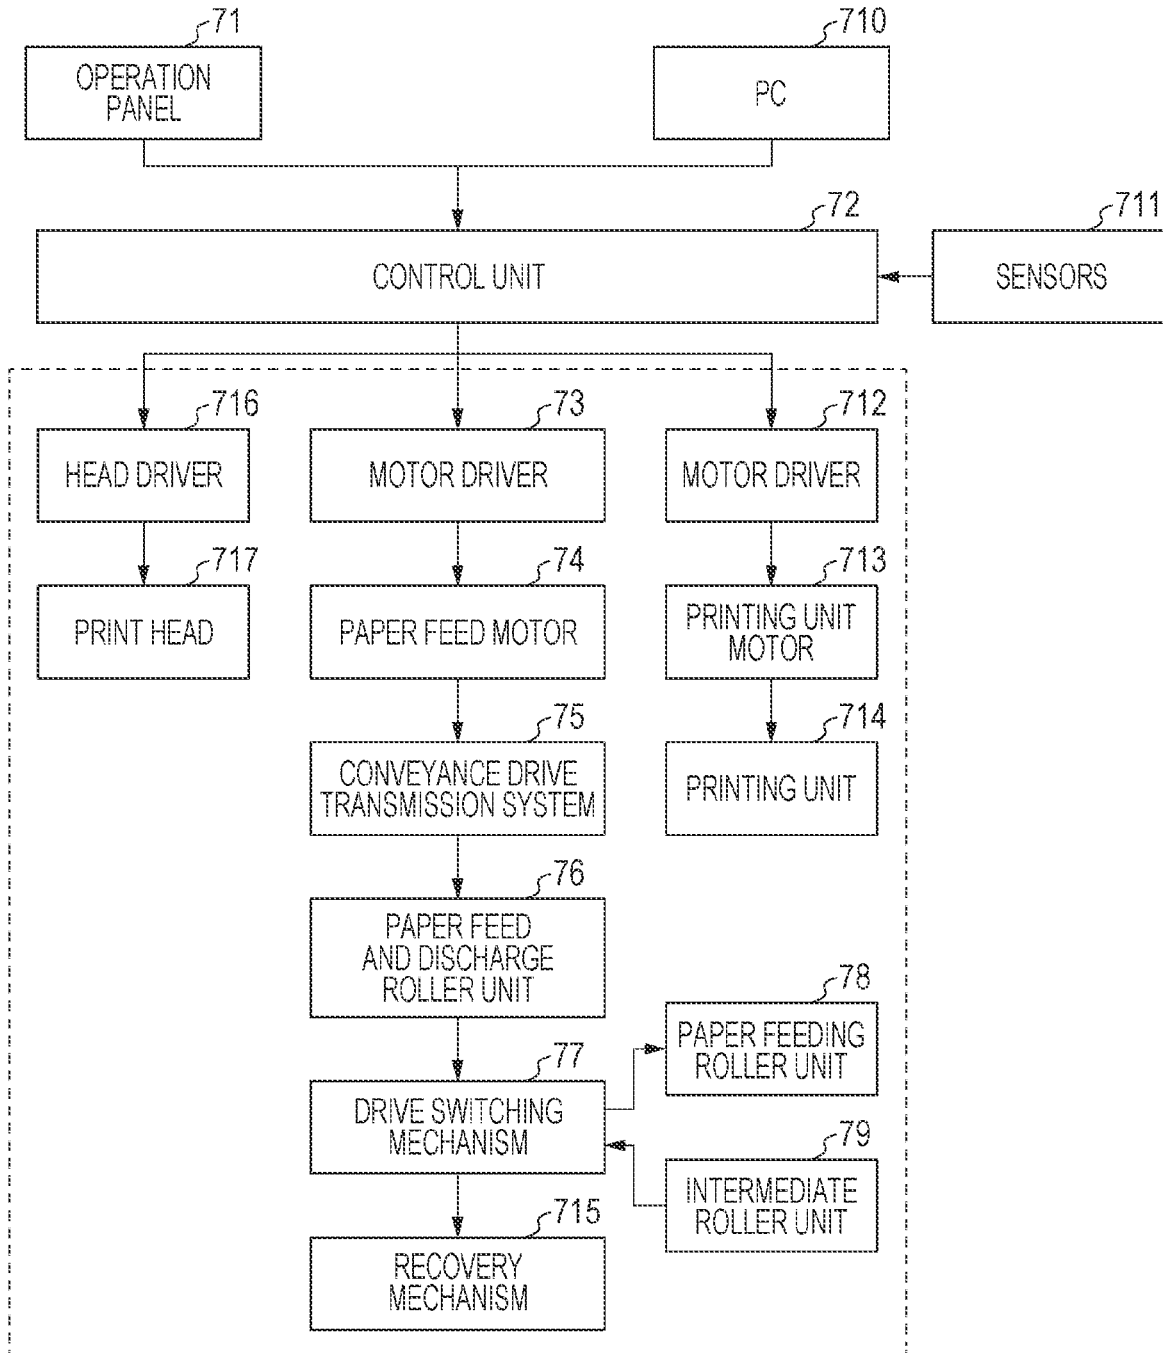 71
OPERATION
PANEL
710
PC
72
CONTROL UNIT
711
SENSORS
716
HEAD DRIVER
73
MOTOR DRIVER
712
MOTOR DRIVER
717
PRINT HEAD
74
PAPER FEED MOTOR
713
PRINTING UNIT
MOTOR
75
CONVEYANCE DRIVE
TRANSMISSION SYSTEM
714
PRINTING UNIT
76
PAPER FEED
AND DISCHARGE
ROLLER UNIT
77
DRIVE SWITCHING
MECHANISM
78
PAPER FEEDING
ROLLER UNIT
79
INTERMEDIATE
ROLLER UNIT
715
RECOVERY
MECHANISM